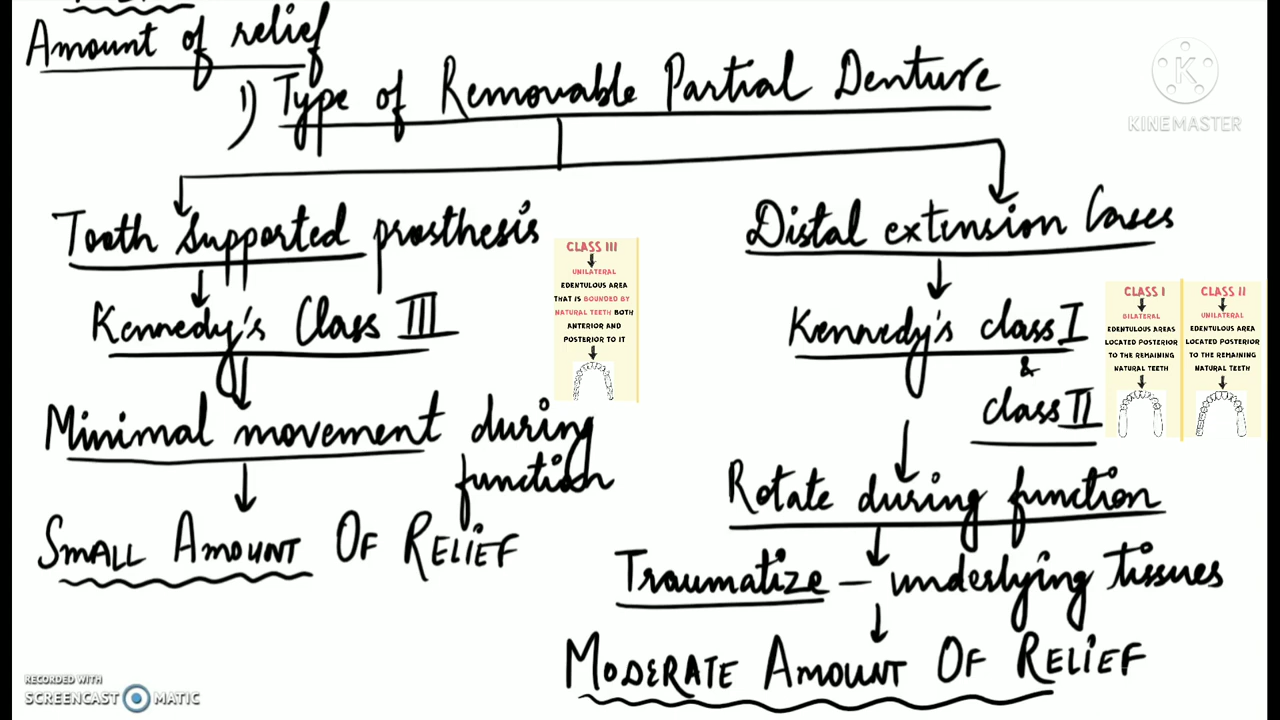 Amount of relief
1) Type of Removable Partial Denture
KINEMASTER
Tooth Supported prosthesis
Kennedy's Class III
Minimal movement during
function
SMALL AMOUNT OF RELIEF
CLASS III
UNILATERAL
EDENTULOUS AREA
THAT IS BOUNDED BY
NATURAL TEETH BOTH
ANTERIOR AND
POSTERIOR TO IT
Distal extension Cases
Kennedy's class I
&
class II
CLASS I
BILATERAL
EDENTULOUS AREAS
LOCATED POSTERIOR
TO THE REMAINING
NATURAL TEETH
CLASS II
UNILATERAL
EDENTULOUS AREA
LOCATED POSTERIOR
TO THE REMAINING
NATURAL TEETH
Rotate during function
Traumatize — underlying tissues
MODERATE AMOUNT OF RELIEF
RECORDED WITH
SCREENCAST MATIC